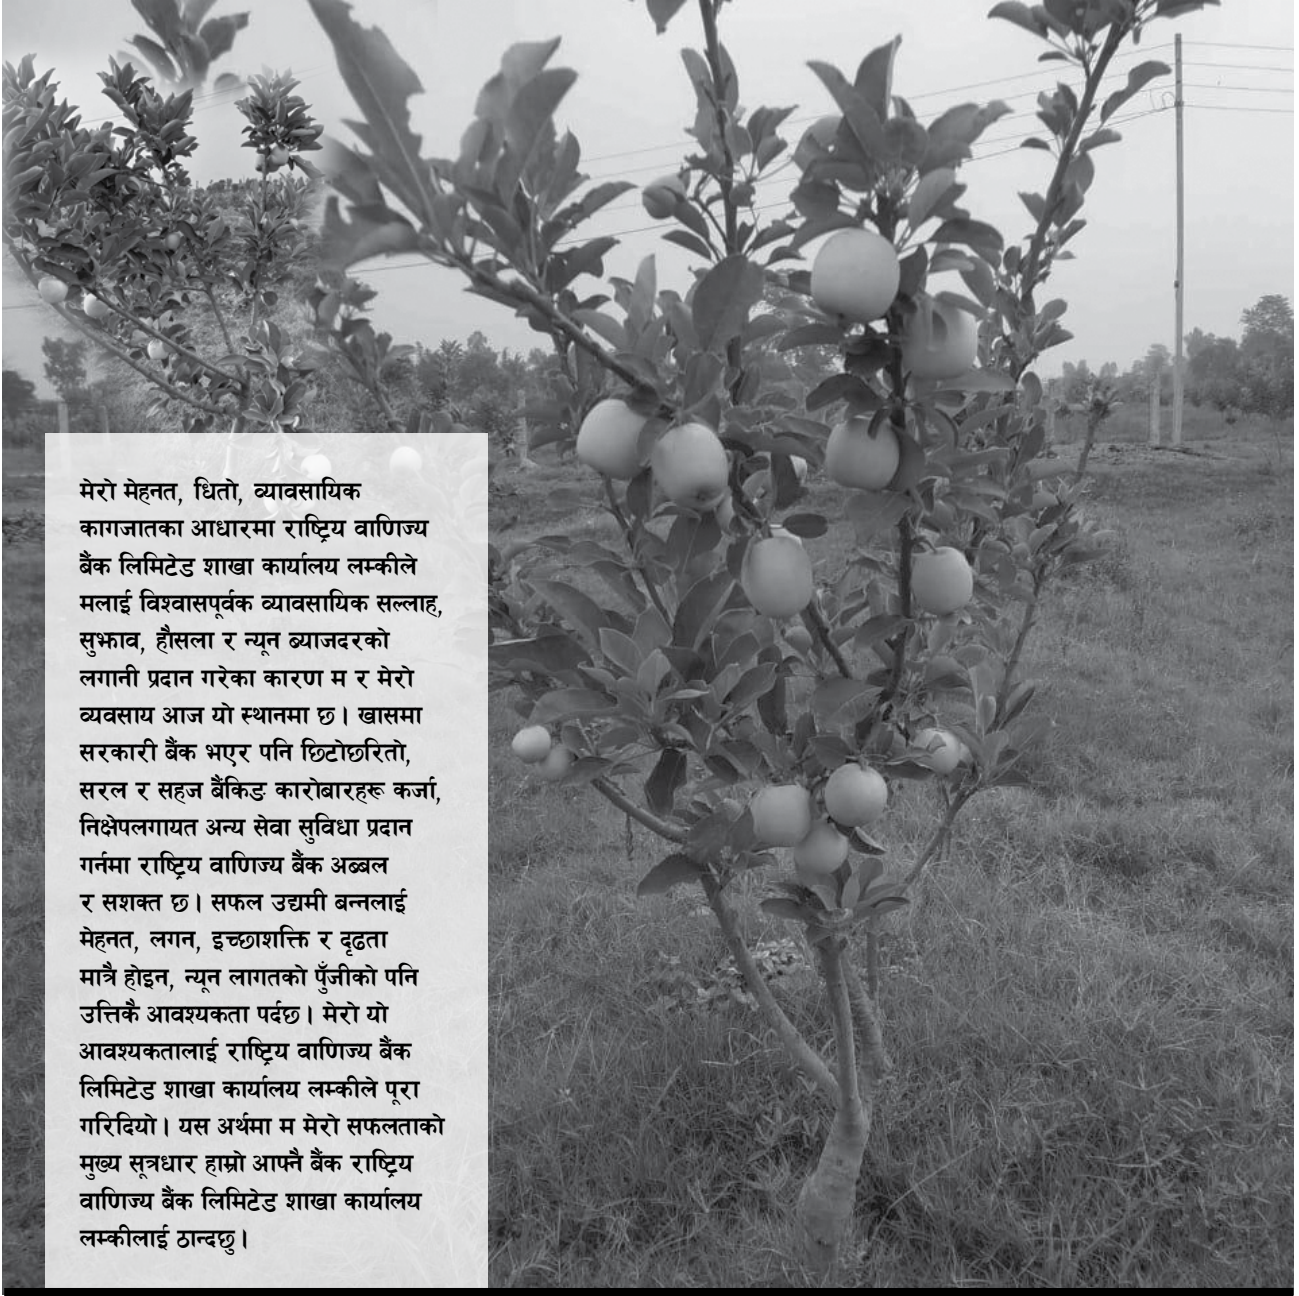 मेरो मेहनत, धितो, व्यावसायिक
कागजातका आधारमा राष्ट्रिय वाणिज्य
बैंक लिमिटेड शाखा कार्यालय लम्कीले
मलाई विश्वासपूर्वक व्यावसायिक सल्लाह,
सुझाव, हौसला र न्यून ब्याजदरको
लगानी प्रदान गरेका कारण म र मेरो
व्यवसाय आज यो स्थानमा छ। खासमा
सरकारी बैंक भएर पनि छिटोछरितो,
सरल र सहज बैंकिङ कारोबारहरू कर्जा,
निक्षेपलगायत अन्य सेवा सुविधा प्रदान
गर्नमा राष्ट्रिय वाणिज्य बैंक अब्बल
र सशक्त छ। सफल उद्यमी बन्नलाई
मेहनत, लगन, इच्छाशक्ति र दृढता
मात्रै होइन, न्यून लागतको पुँजीको पनि
उत्तिकै आवश्यकता पर्दछ। मेरो यो
आवश्यकतालाई राष्ट्रिय वाणिज्य बैंक
लिमिटेड शाखा कार्यालय लम्कीले पूरा
गरिदियो। यस अर्थमा म मेरो सफलताको
मुख्य सूत्रधार हाम्रो आफ्नै बैंक राष्ट्रिय
वाणिज्य बैंक लिमिटेड शाखा कार्यालय
लम्कीलाई ठान्दछु।